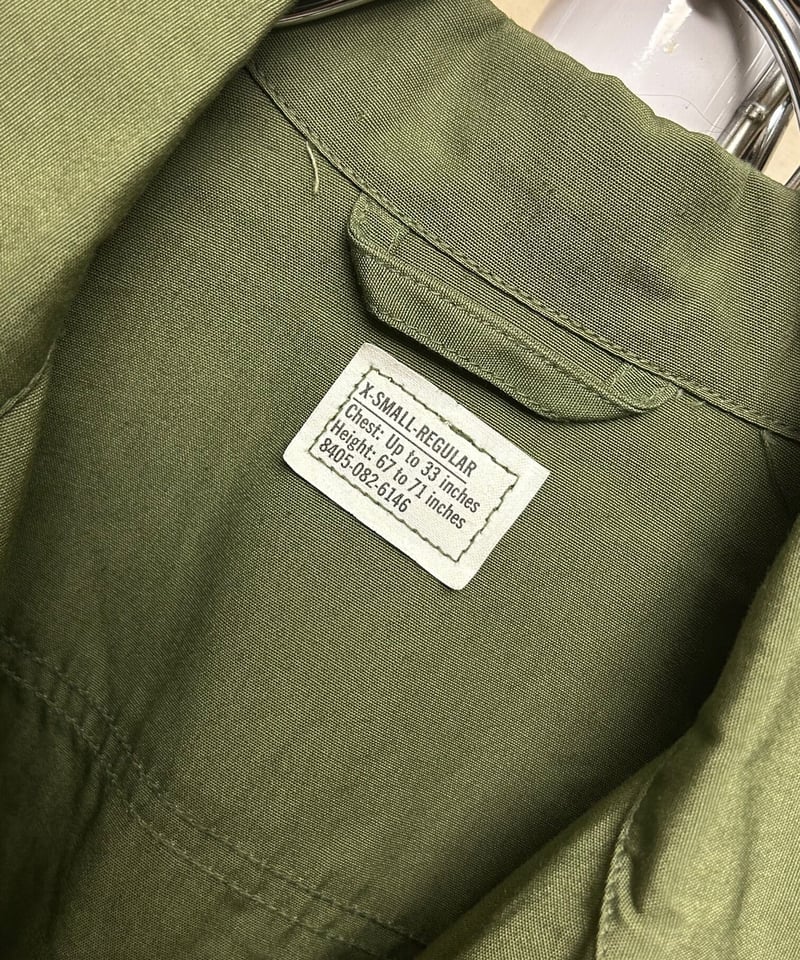 X-SMALL-REGULAR
Chest: Up to 33 inches
Height: 67 to 71 inches
8405-082-6146